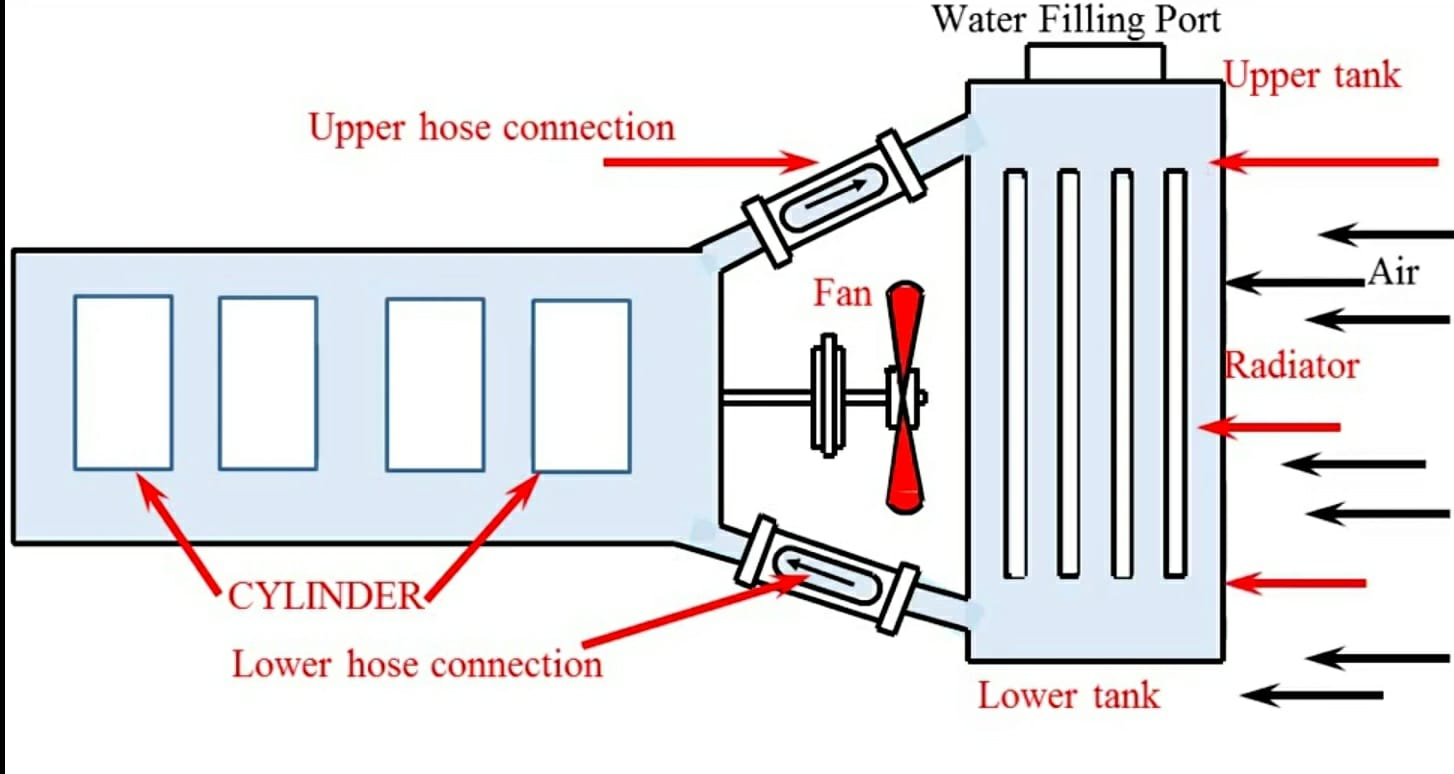 Water Filling Port
Upper tank
Upper hose connection
Air
Fan
Radiator
CYLINDER
Lower hose connection
Lower tank